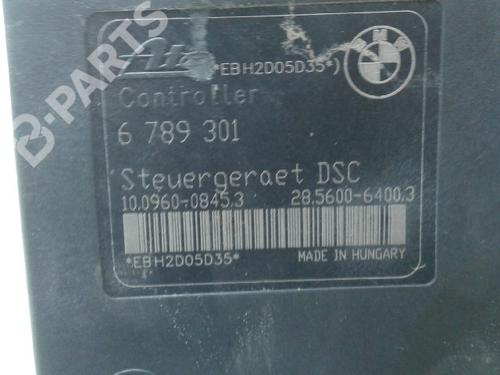 Ate *EBH2D05D35*)
Controller
6 789 301
Steuergeraet DSC
10.0960-0845.3 28.5600-6400.3
*EBH2D05D35* MADE IN HUNGARY
B-PARTS